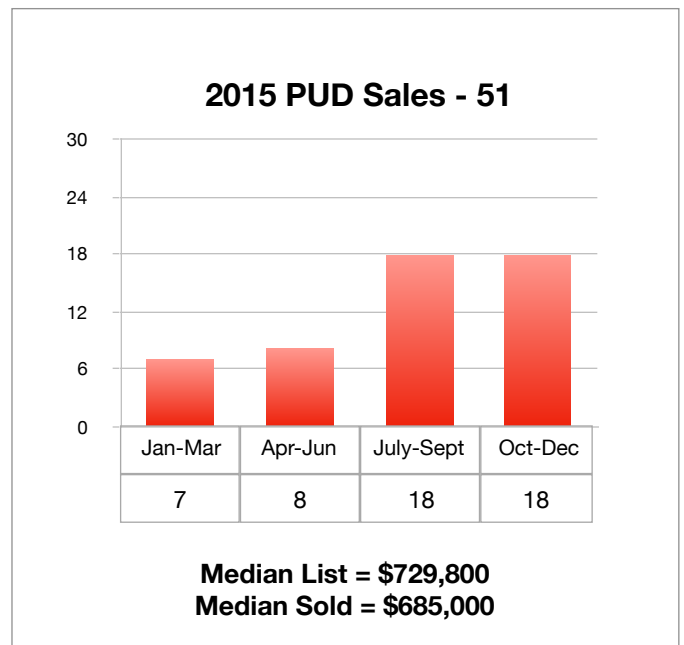 2015 PUD Sales - 51
30
24
18
12
6
0
Jan-Mar Apr-Jun July-Sept Oct-Dec
7 8 18 18
Median List = $729,800
Median Sold = $685,000